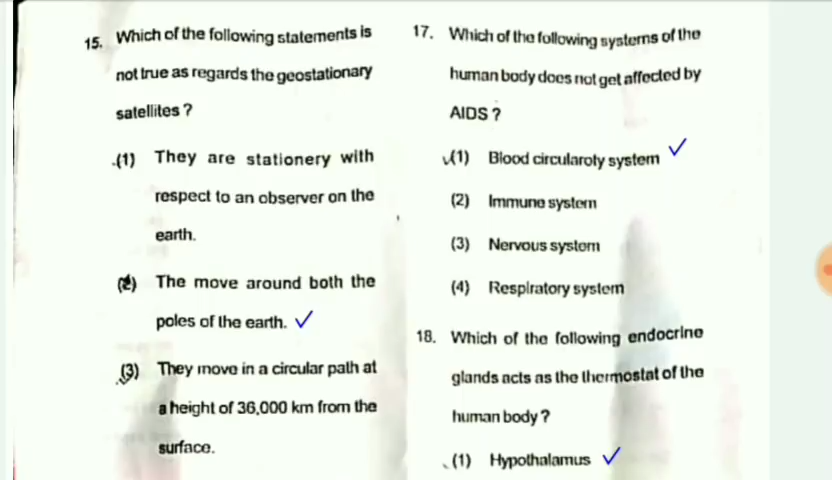 15. Which of the following statements is
not true as regards the geostationary
satellites ?
(1) They are stationery with
respect to an observer on the
earth.
(2) The move around both the
poles of the earth. ✓
(3) They move in a circular path at
a height of 36,000 km from the
surface.
17. Which of the following systems of the
human body does not get affected by
AIDS ?
(1) Blood circularoty system ✓
(2) Immune system
(3) Nervous system
(4) Respiratory system
18. Which of the following endocrine
glands acts as the thermostat of the
human body ?
(1) Hypothalamus ✓